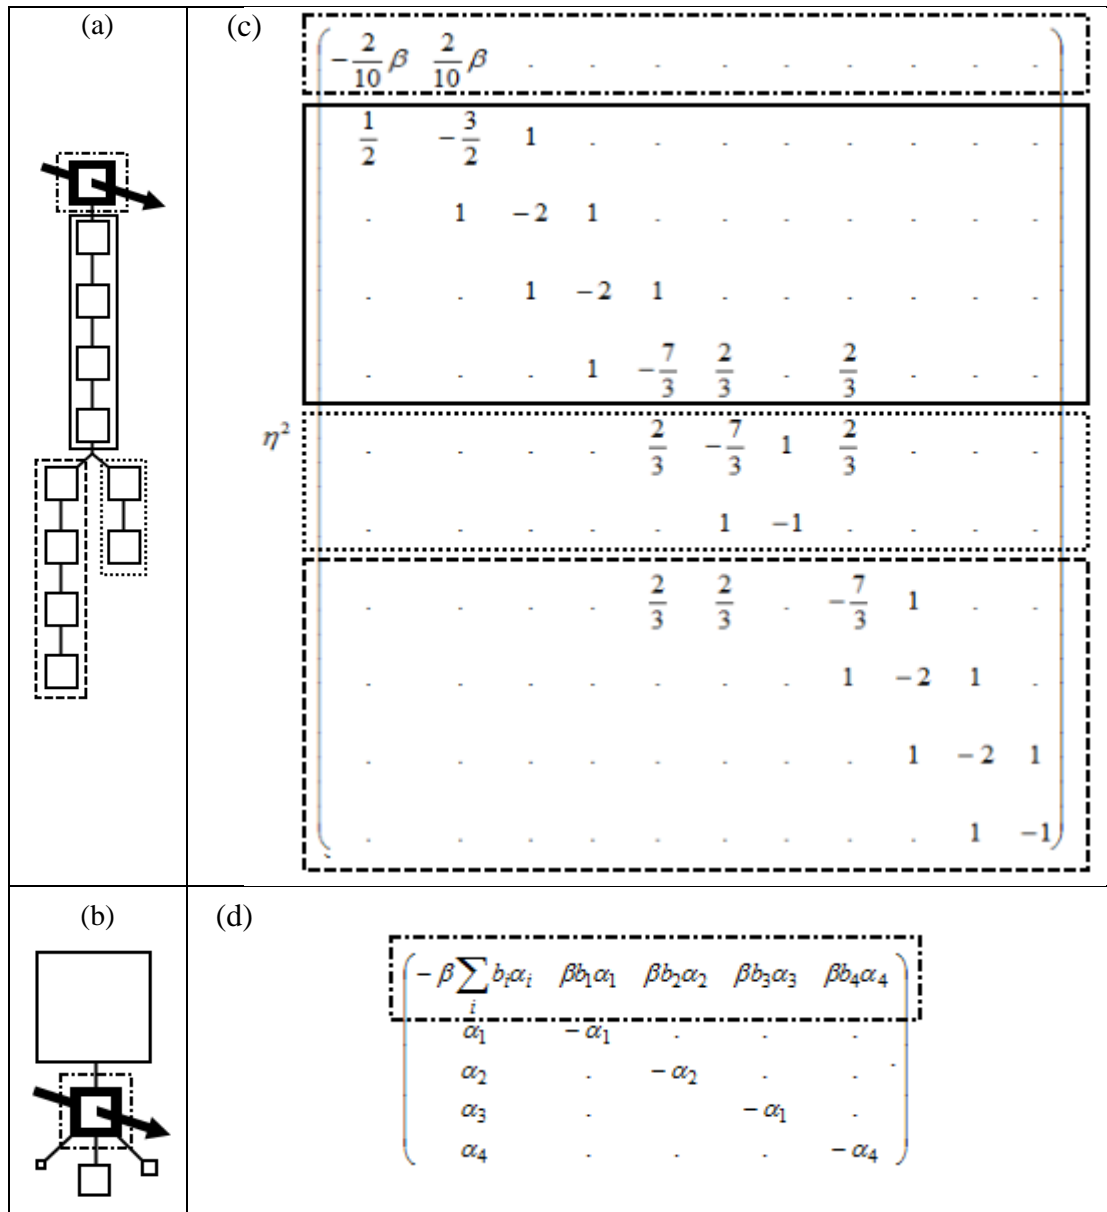 (a)
(c)
−2/10 β 2/10 β . . . . . . . . .
1/2 −3/2 1 . . . . . . . .
. 1 −2 1 . . . . . . .
. . 1 −2 1 . . . . . .
. . . 1 −7/3 2/3 . 2/3 . . .
η² . . . . 2/3 −7/3 1 2/3 . . .
. . . . . 1 −1 . . . .
. . . . 2/3 2/3 . −7/3 1 . .
. . . . . . . 1 −2 1 .
. . . . . . . . 1 −2 1
. . . . . . . . . 1 −1
(b)
(d)
−β∑ᵢ bᵢαᵢ βb₁α₁ βb₂α₂ βb₃α₃ βb₄α₄
α₁ −α₁ . . .
α₂ . −α₂ . .
α₃ . −α₁ .
α₄ . . . −α₄